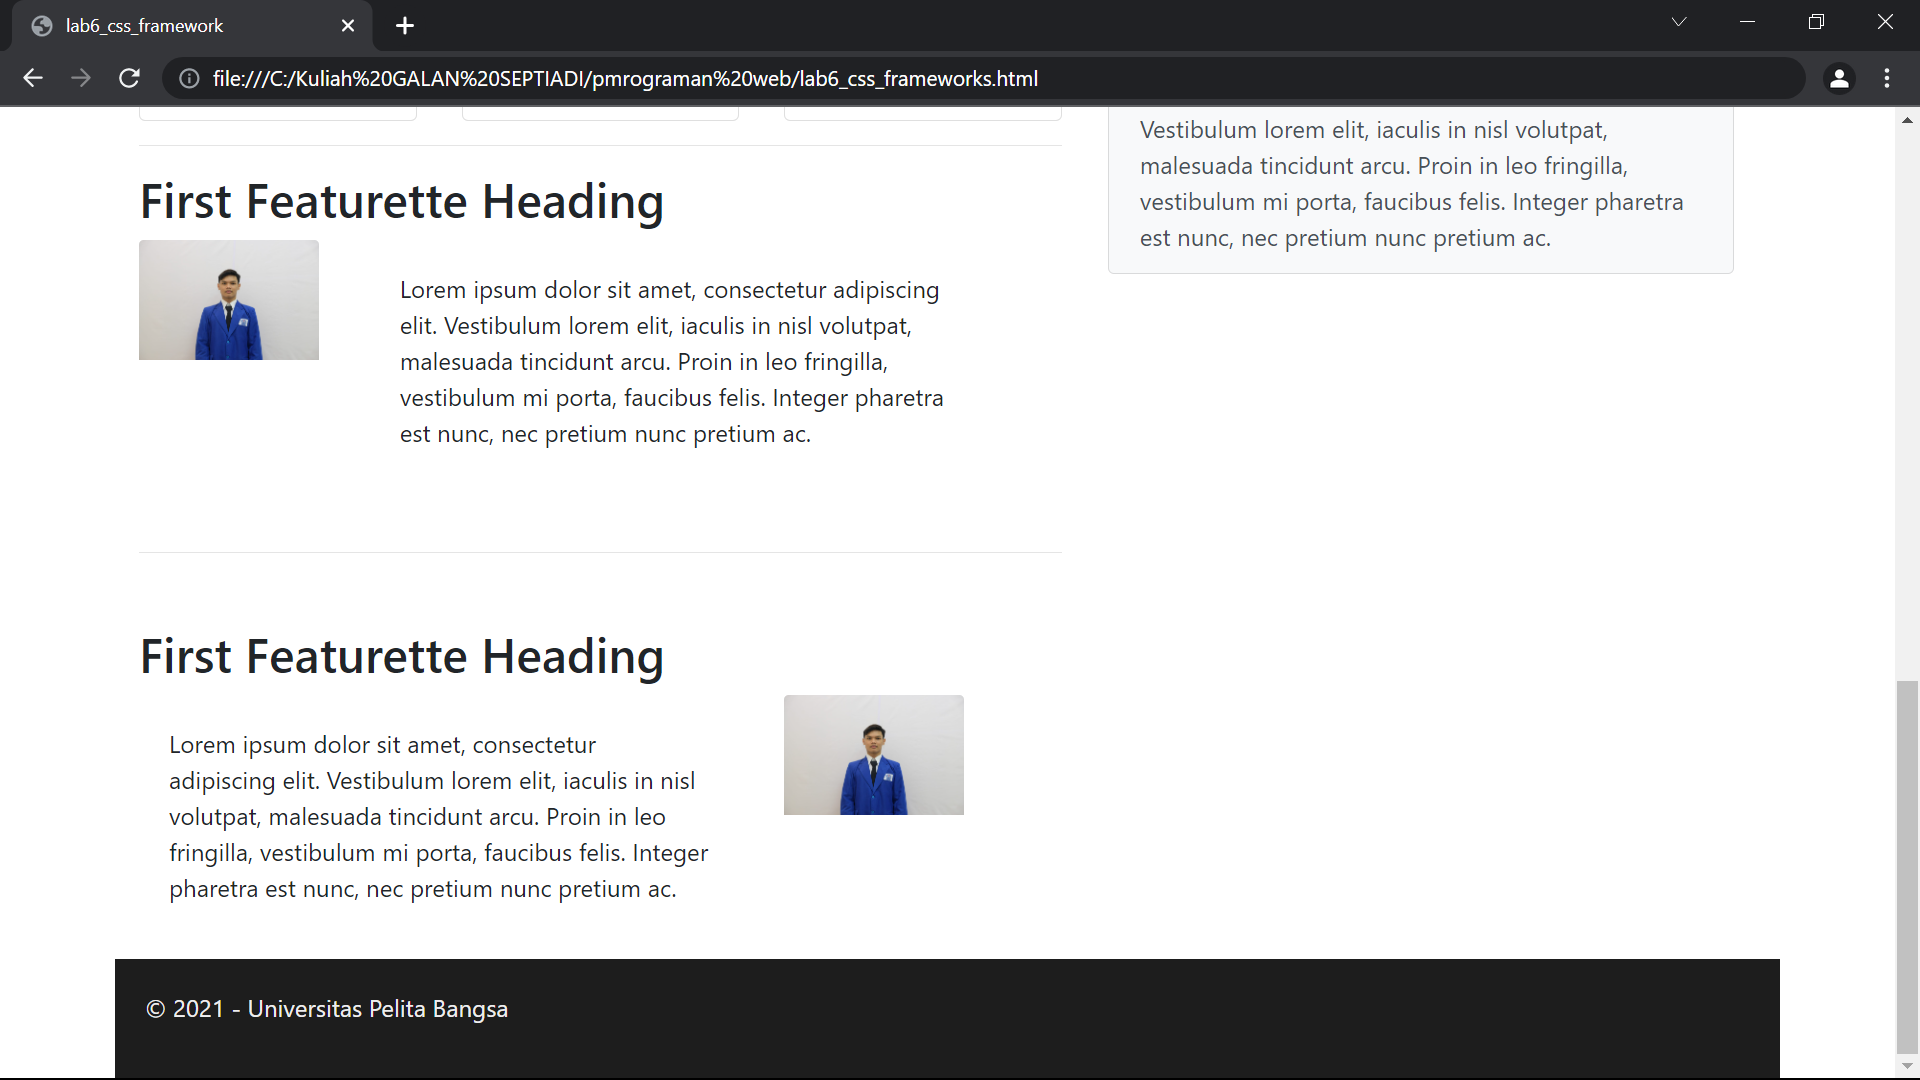 lab6_css_framework
file:///C:/Kuliah%20GALAN%20SEPTIADI/pmrograman%20web/lab6_css_frameworks.html
First Featurette Heading
Lorem ipsum dolor sit amet, consectetur adipiscing
elit. Vestibulum lorem elit, iaculis in nisl volutpat,
malesuada tincidunt arcu. Proin in leo fringilla,
vestibulum mi porta, faucibus felis. Integer pharetra
est nunc, nec pretium nunc pretium ac.
First Featurette Heading
Lorem ipsum dolor sit amet, consectetur
adipiscing elit. Vestibulum lorem elit, iaculis in nisl
volutpat, malesuada tincidunt arcu. Proin in leo
fringilla, vestibulum mi porta, faucibus felis. Integer
pharetra est nunc, nec pretium nunc pretium ac.
Vestibulum lorem elit, iaculis in nisl volutpat,
malesuada tincidunt arcu. Proin in leo fringilla,
vestibulum mi porta, faucibus felis. Integer pharetra
est nunc, nec pretium nunc pretium ac.
© 2021 - Universitas Pelita Bangsa